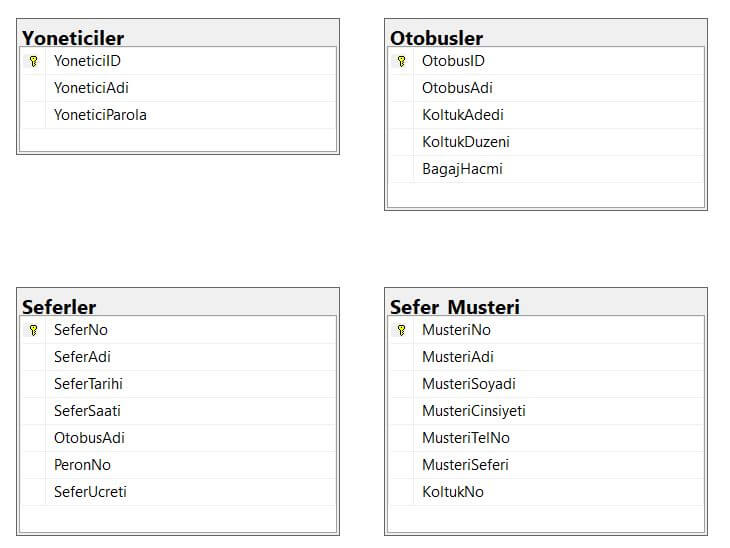 Yoneticiler
YoneticiID
YoneticiAdi
YoneticiParola
Otobusler
OtobusID
OtobusAdi
KoltukAdedi
KoltukDuzeni
BagajHacmi
Seferler
SeferNo
SeferAdi
SeferTarihi
SeferSaati
OtobusAdi
PeronNo
SeferUcreti
Sefer_Musteri
MusteriNo
MusteriAdi
MusteriSoyadi
MusteriCinsiyeti
MusteriTelNo
MusteriSeferi
KoltukNo